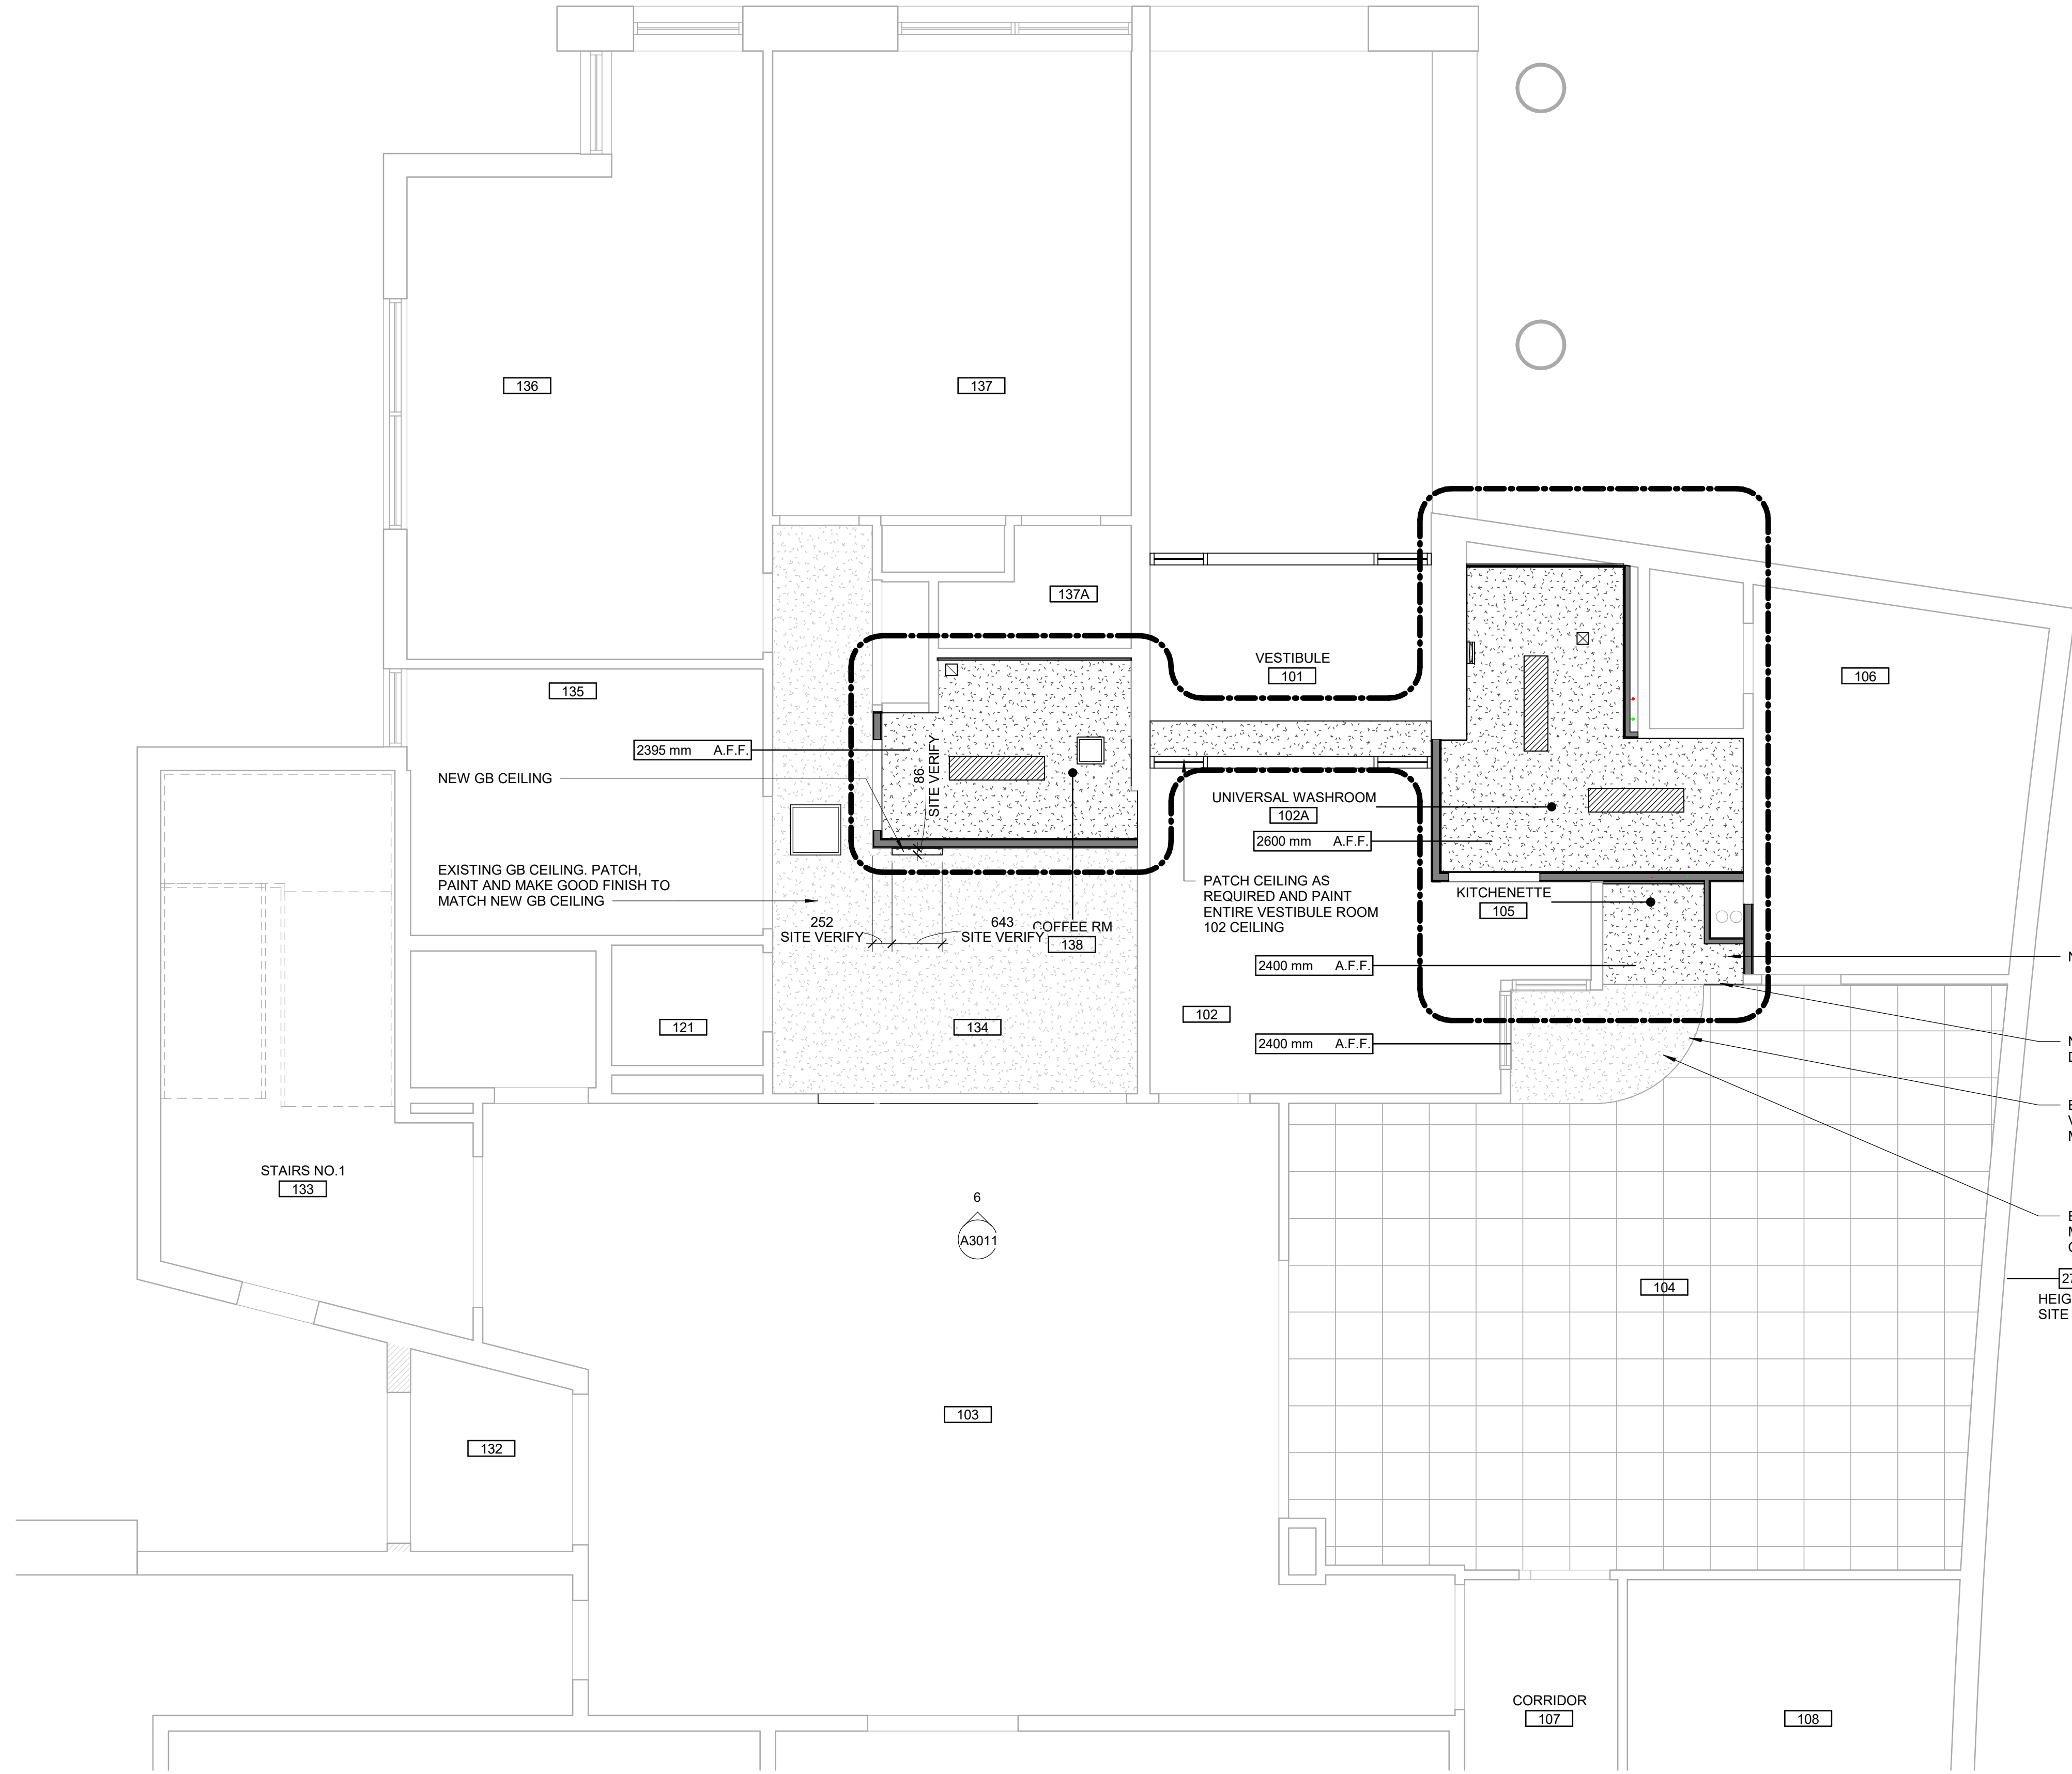 136
137
137A
VESTIBULE
101
106
135
2395 mm A.F.F.
NEW GB CEILING
86
SITE VERIFY
UNIVERSAL WASHROOM
102A
2600 mm A.F.F.
EXISTING GB CEILING. PATCH,
PAINT AND MAKE GOOD FINISH TO
MATCH NEW GB CEILING
PATCH CEILING AS
REQUIRED AND PAINT
ENTIRE VESTIBULE ROOM
102 CEILING
KITCHENETTE
105
252
SITE VERIFY
643
SITE VERIFY
COFFEE RM
138
2400 mm A.F.F.
121
134
102
2400 mm A.F.F.
STAIRS NO.1
133
6
A3011
104
27
HEIG
SITE
103
132
CORRIDOR
107
108